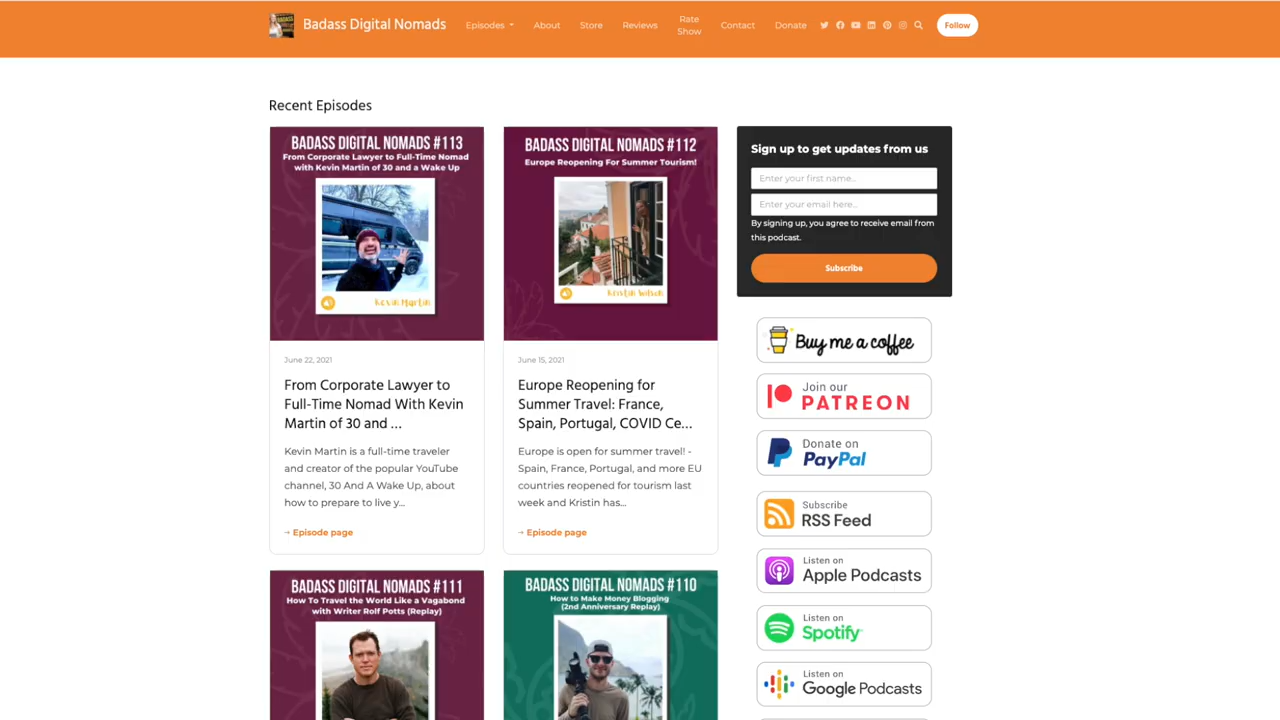 Badass Digital Nomads
Episodes
About
Store
Reviews
Rate
Show
Contact
Donate
Follow
Recent Episodes
BADASS DIGITAL NOMADS #113
From Corporate Lawyer to Full-Time Nomad
with Kevin Martin of 30 and a Wake Up
Kevin Martin
June 22, 2021
From Corporate Lawyer to
Full-Time Nomad With Kevin
Martin of 30 and ...
Kevin Martin is a full-time traveler
and creator of the popular YouTube
channel, 30 And A Wake Up, about
how to prepare to live y...
→ Episode page
BADASS DIGITAL NOMADS #112
Europe Reopening For Summer Tourism!
Kristin Wilson
June 15, 2021
Europe Reopening for
Summer Travel: France,
Spain, Portugal, COVID Ce...
Europe is open for summer travel! -
Spain, France, Portugal, and more EU
countries reopened for tourism last
week and Kristin has...
→ Episode page
BADASS DIGITAL NOMADS #111
How To Travel the World Like a Vagabond
with Writer Rolf Potts (Replay)
BADASS DIGITAL NOMADS #110
How to Make Money Blogging
(2nd Anniversary Replay)
Sign up to get updates from us
Enter your first name...
Enter your email here...
By signing up, you agree to receive email from
this podcast.
Subscribe
Buy me a coffee
Join our
PATREON
Donate on
PayPal
Subscribe
RSS Feed
Listen on
Apple Podcasts
Listen on
Spotify
Listen on
Google Podcasts